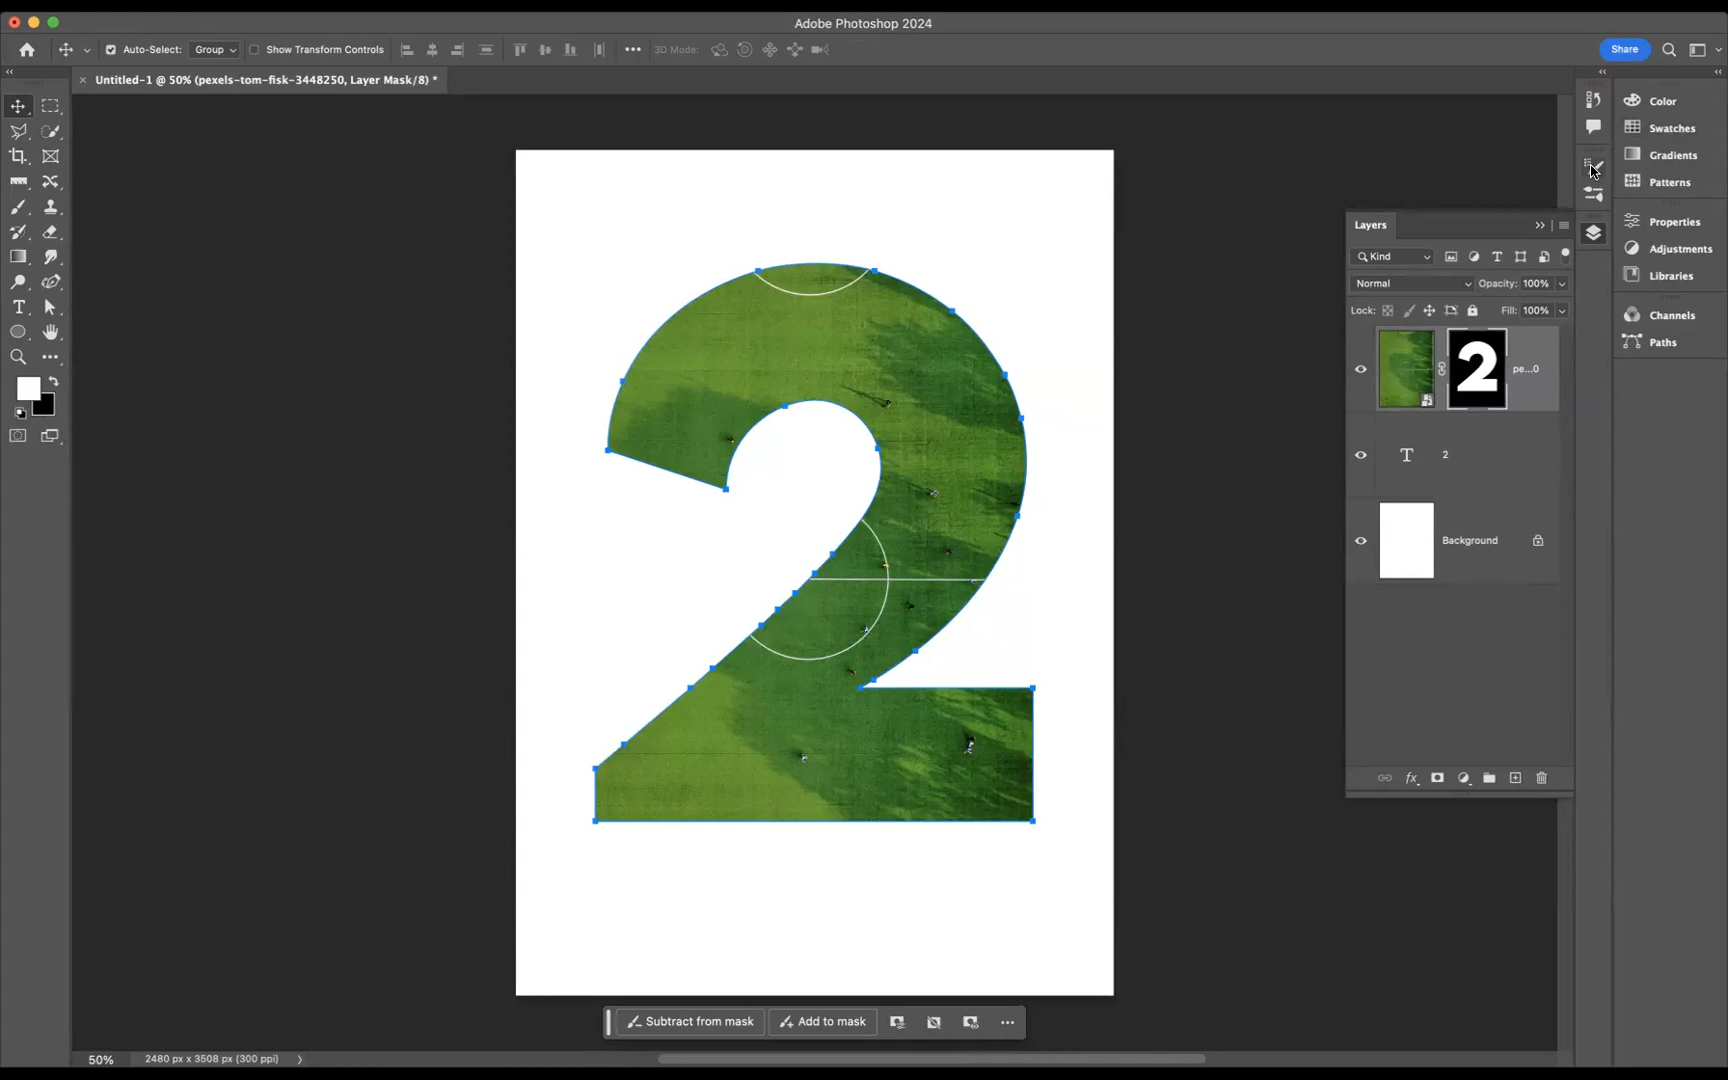 Adobe Photoshop 2024
Auto-Select: Group Show Transform Controls 3D Mode: Share
Untitled-1 @ 50% (pexels-tom-fisk-3448250, Layer Mask/8) *
Color
Swatches
Gradients
Patterns
Properties
Adjustments
Libraries
Channels
Paths
Layers
Kind
Normal Opacity: 100%
Lock: Fill: 100%
2 pe...0
T 2
Background
2
Subtract from mask Add to mask
50% 2480 px x 3508 px (300 ppi)